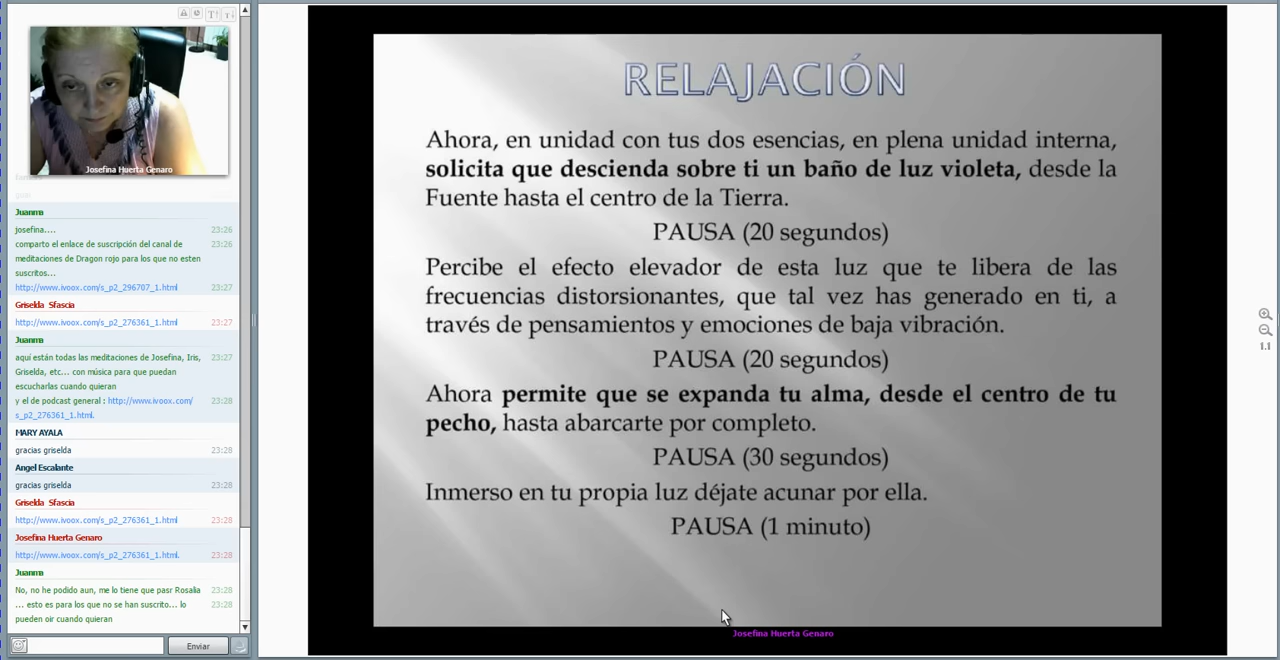 Josefina Huerta Genaro
Juanma
josefina....
23:26
comparto el enlace de suscripción del canal de
23:26
meditaciones de Dragon rojo para los que no esten
suscritos...
http://www.ivoox.com/s_p2_296707_1.html
23:27
Griselda Sfascia
http://www.ivoox.com/s_p2_276361_1.html
23:27
Juanma
aquí están todas las meditaciones de Josefina, Iris,
23:27
Griselda, etc... con música para que puedan
escucharlas cuando quieran
y el de podcast general : http://www.ivoox.com/
23:28
s_p2_276361_1.html.
MARY AYALA
gracias griselda
23:28
Angel Escalante
gracias griselda
23:28
Griselda Sfascia
http://www.ivoox.com/s_p2_276361_1.html
23:28
Josefina Huerta Genaro
http://www.ivoox.com/s_p2_276361_1.html.
23:28
Juanma
No, no he podido aun, me lo tiene que pasr Rosalia
23:28
... esto es para los que no se han suscrito... lo
23:28
pueden oir cuando quieran
Enviar
RELAJACIÓN
Ahora, en unidad con tus dos esencias, en plena unidad interna,
solicita que descienda sobre ti un baño de luz violeta, desde la
Fuente hasta el centro de la Tierra.
PAUSA (20 segundos)
Percibe el efecto elevador de esta luz que te libera de las
frecuencias distorsionantes, que tal vez has generado en ti, a
través de pensamientos y emociones de baja vibración.
PAUSA (20 segundos)
Ahora permite que se expanda tu alma, desde el centro de tu
pecho, hasta abarcarte por completo.
PAUSA (30 segundos)
Inmerso en tu propia luz déjate acunar por ella.
PAUSA (1 minuto)
Josefina Huerta Genaro
1.1